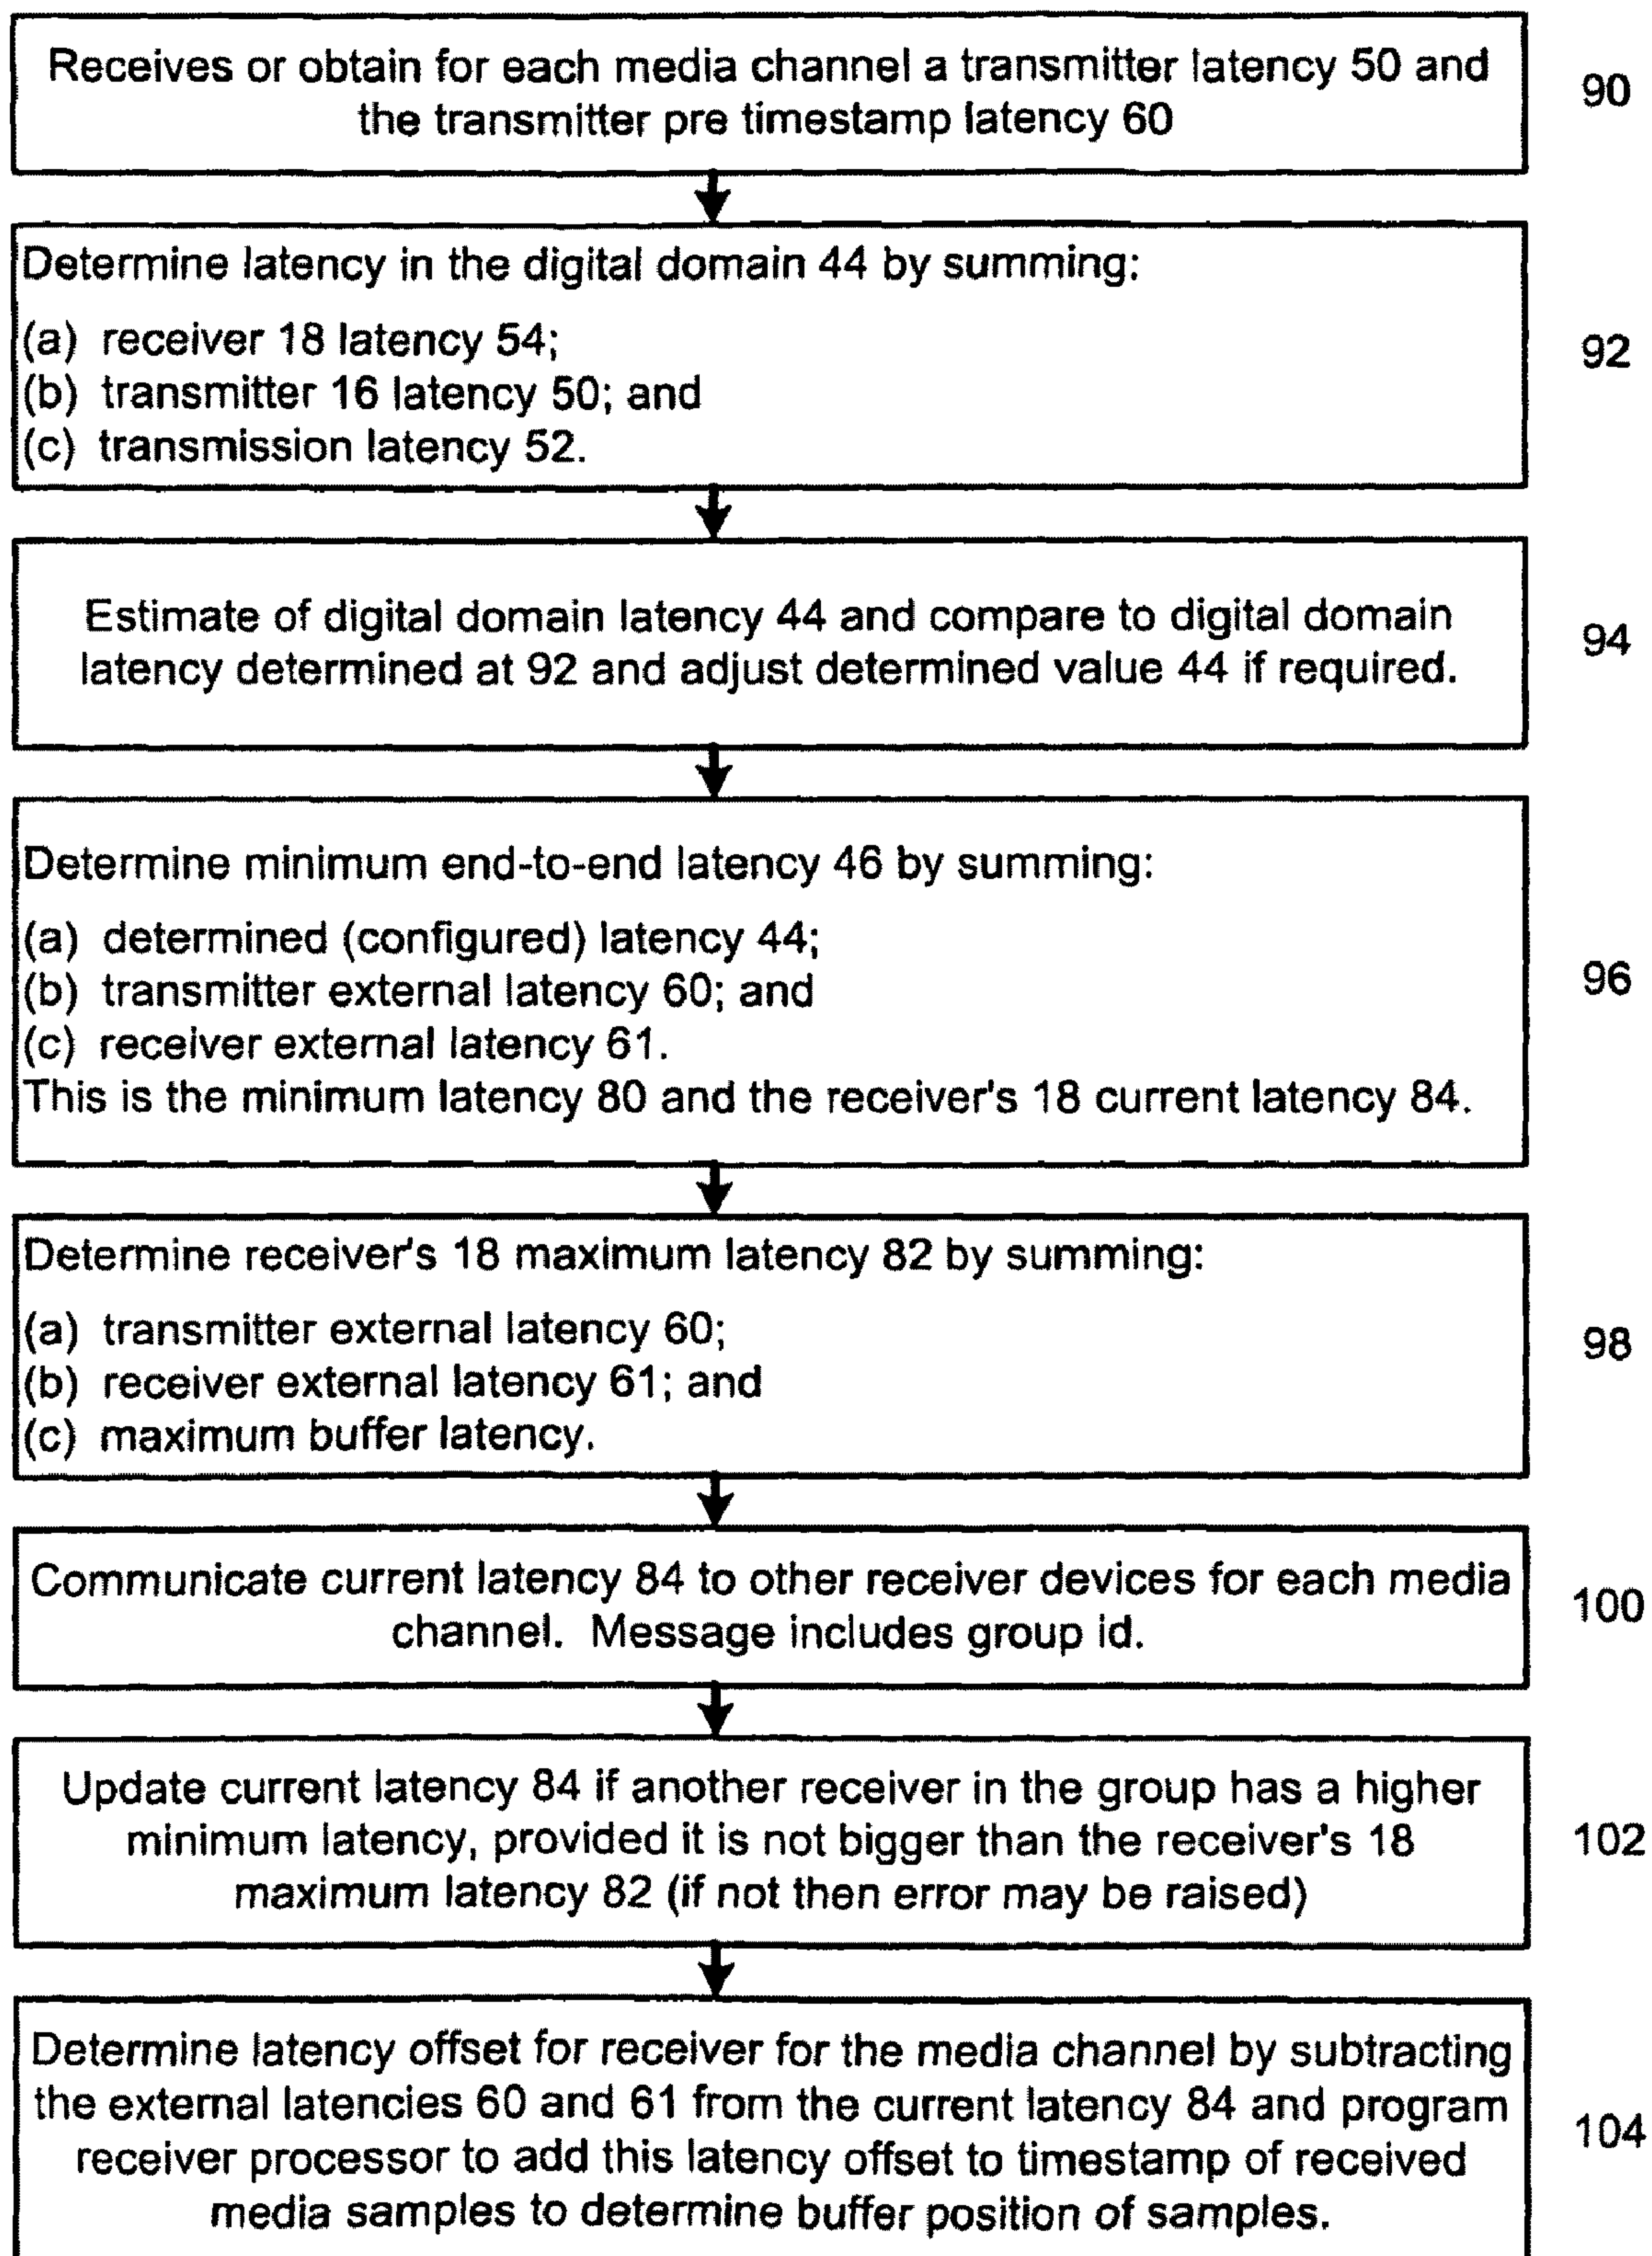 Receives or obtain for each media channel a transmitter latency 50 and
the transmitter pre timestamp latency 60
90
Determine latency in the digital domain 44 by summing:
(a) receiver 18 latency 54;
(b) transmitter 16 latency 50; and
(c) transmission latency 52.
92
Estimate of digital domain latency 44 and compare to digital domain
latency determined at 92 and adjust determined value 44 if required.
94
Determine minimum end-to-end latency 46 by summing:
(a) determined (configured) latency 44;
(b) transmitter external latency 60; and
(c) receiver external latency 61.
This is the minimum latency 80 and the receiver's 18 current latency 84.
96
Determine receiver's 18 maximum latency 82 by summing:
(a) transmitter external latency 60;
(b) receiver external latency 61; and
(c) maximum buffer latency.
98
Communicate current latency 84 to other receiver devices for each media
channel. Message includes group id.
100
Update current latency 84 if another receiver in the group has a higher
minimum latency, provided it is not bigger than the receiver's 18
maximum latency 82 (if not then error may be raised)
102
Determine latency offset for receiver for the media channel by subtracting
the external latencies 60 and 61 from the current latency 84 and program
receiver processor to add this latency offset to timestamp of received
media samples to determine buffer position of samples.
104